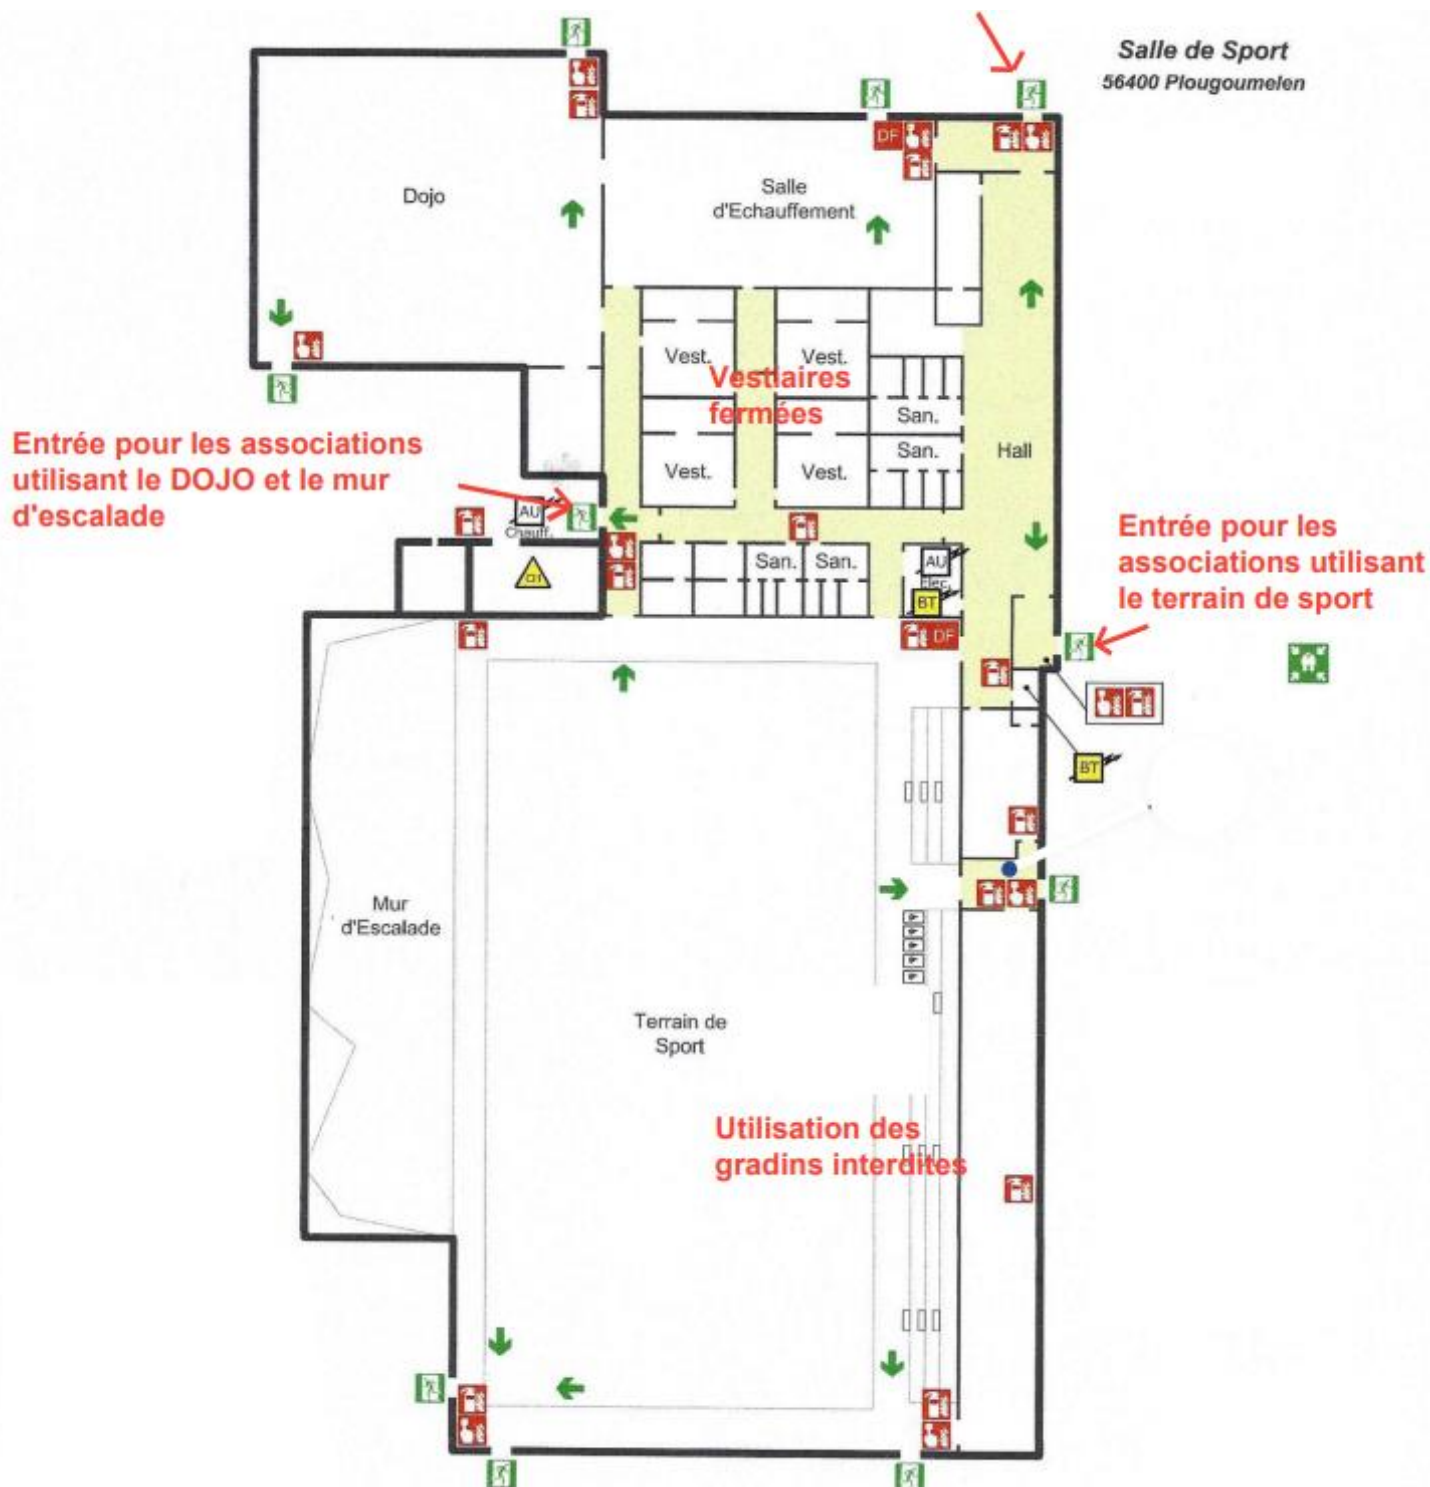 Salle de Sport
56400 Plougoumelen
DF
Dojo
Salle
d'Echauffement
Vest.
Vest.
Vestiaires
fermées
San.
Entrée pour les associations
utilisant le DOJO et le mur
d'escalade
San.
Hall
Vest.
Vest.
AU
Chauff.
Entrée pour les
associations utilisant
le terrain de sport
San.
San.
AU
Elec.
BT
DF
BT
Mur
d'Escalade
Terrain de
Sport
Utilisation des
gradins interdites